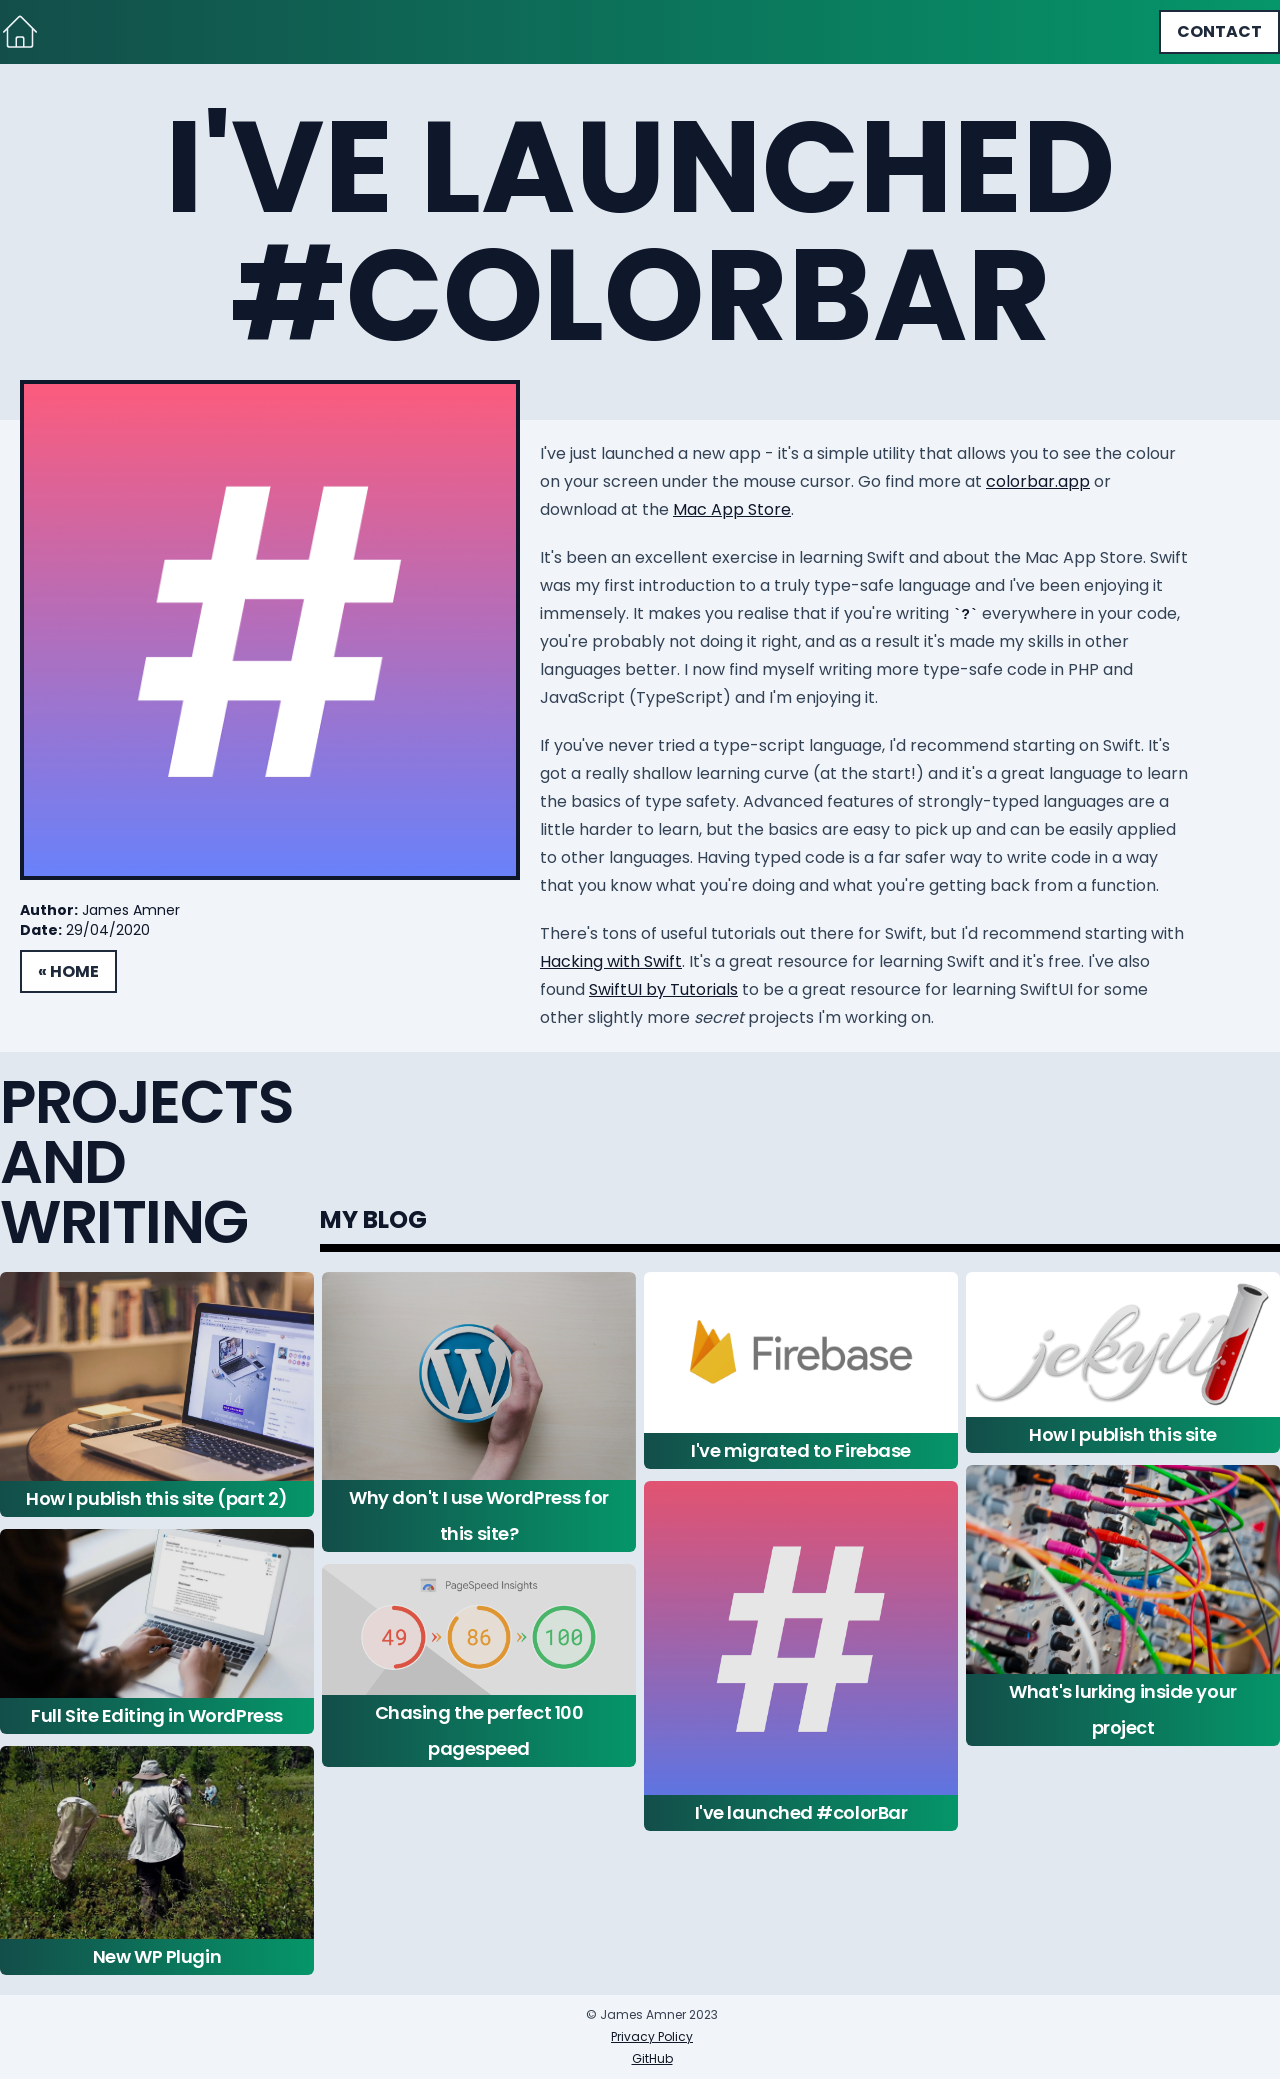 CONTACT
I'VE LAUNCHED
#COLORBAR
#
I've just launched a new app - it's a simple utility that allows you to see the colour
on your screen under the mouse cursor. Go find more at colorbar.app or
download at the Mac App Store.
It's been an excellent exercise in learning Swift and about the Mac App Store. Swift
was my first introduction to a truly type-safe language and I've been enjoying it
immensely. It makes you realise that if you're writing `?` everywhere in your code,
you're probably not doing it right, and as a result it's made my skills in other
languages better. I now find myself writing more type-safe code in PHP and
JavaScript (TypeScript) and I'm enjoying it.
If you've never tried a type-script language, I'd recommend starting on Swift. It's
got a really shallow learning curve (at the start!) and it's a great language to learn
the basics of type safety. Advanced features of strongly-typed languages are a
little harder to learn, but the basics are easy to pick up and can be easily applied
to other languages. Having typed code is a far safer way to write code in a way
that you know what you're doing and what you're getting back from a function.
There's tons of useful tutorials out there for Swift, but I'd recommend starting with
Hacking with Swift. It's a great resource for learning Swift and it's free. I've also
found SwiftUI by Tutorials to be a great resource for learning SwiftUI for some
other slightly more secret projects I'm working on.
Author: James Amner
Date: 29/04/2020
« HOME
PROJECTS
AND
WRITING
MY BLOG
How I publish this site (part 2)
Full Site Editing in WordPress
New WP Plugin
W
Why don't I use WordPress for
this site?
PageSpeed Insights
49 » 86 » 100
Chasing the perfect 100
pagespeed
Firebase
I've migrated to Firebase
#
I've launched #colorBar
jekyll
How I publish this site
What's lurking inside your
project
© James Amner 2023
Privacy Policy
GitHub